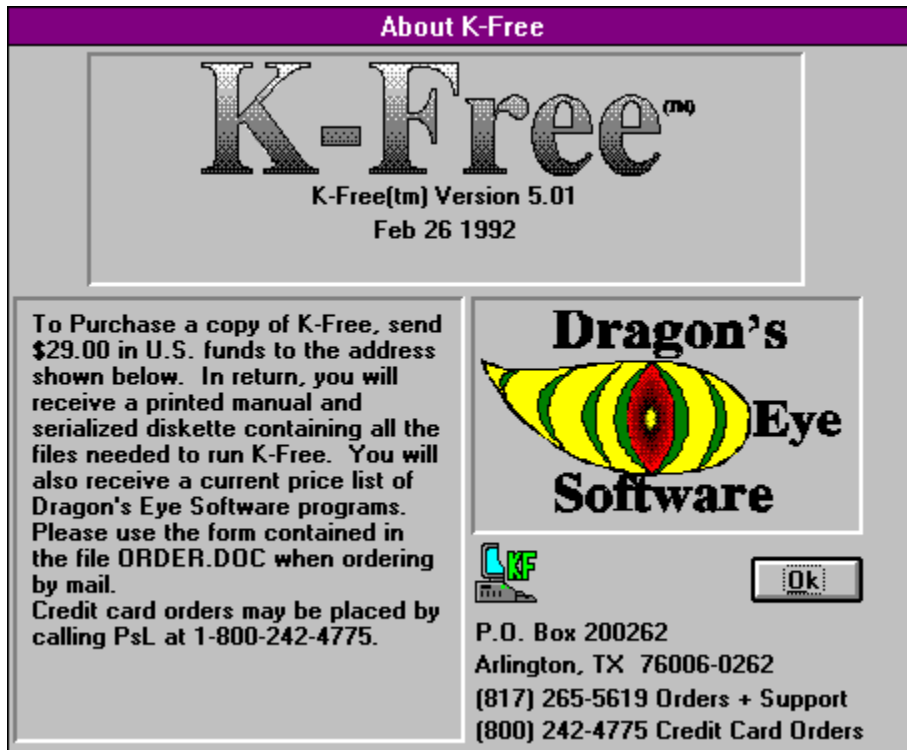 About K-Free
K-Free(TM)
K-Free(tm) Version 5.01
Feb 26 1992
To Purchase a copy of K-Free, send
$29.00 in U.S. funds to the address
shown below.  In return, you will
receive a printed manual and
serialized diskette containing all the
files needed to run K-Free.  You will
also receive a current price list of
Dragon's Eye Software programs.
Please use the form contained in
the file ORDER.DOC when ordering
by mail.
Credit card orders may be placed by
calling PsL at 1-800-242-4775.
Dragon's
Eye
Software
KF
Ok
P.O. Box 200262
Arlington, TX  76006-0262
(817) 265-5619 Orders + Support
(800) 242-4775 Credit Card Orders